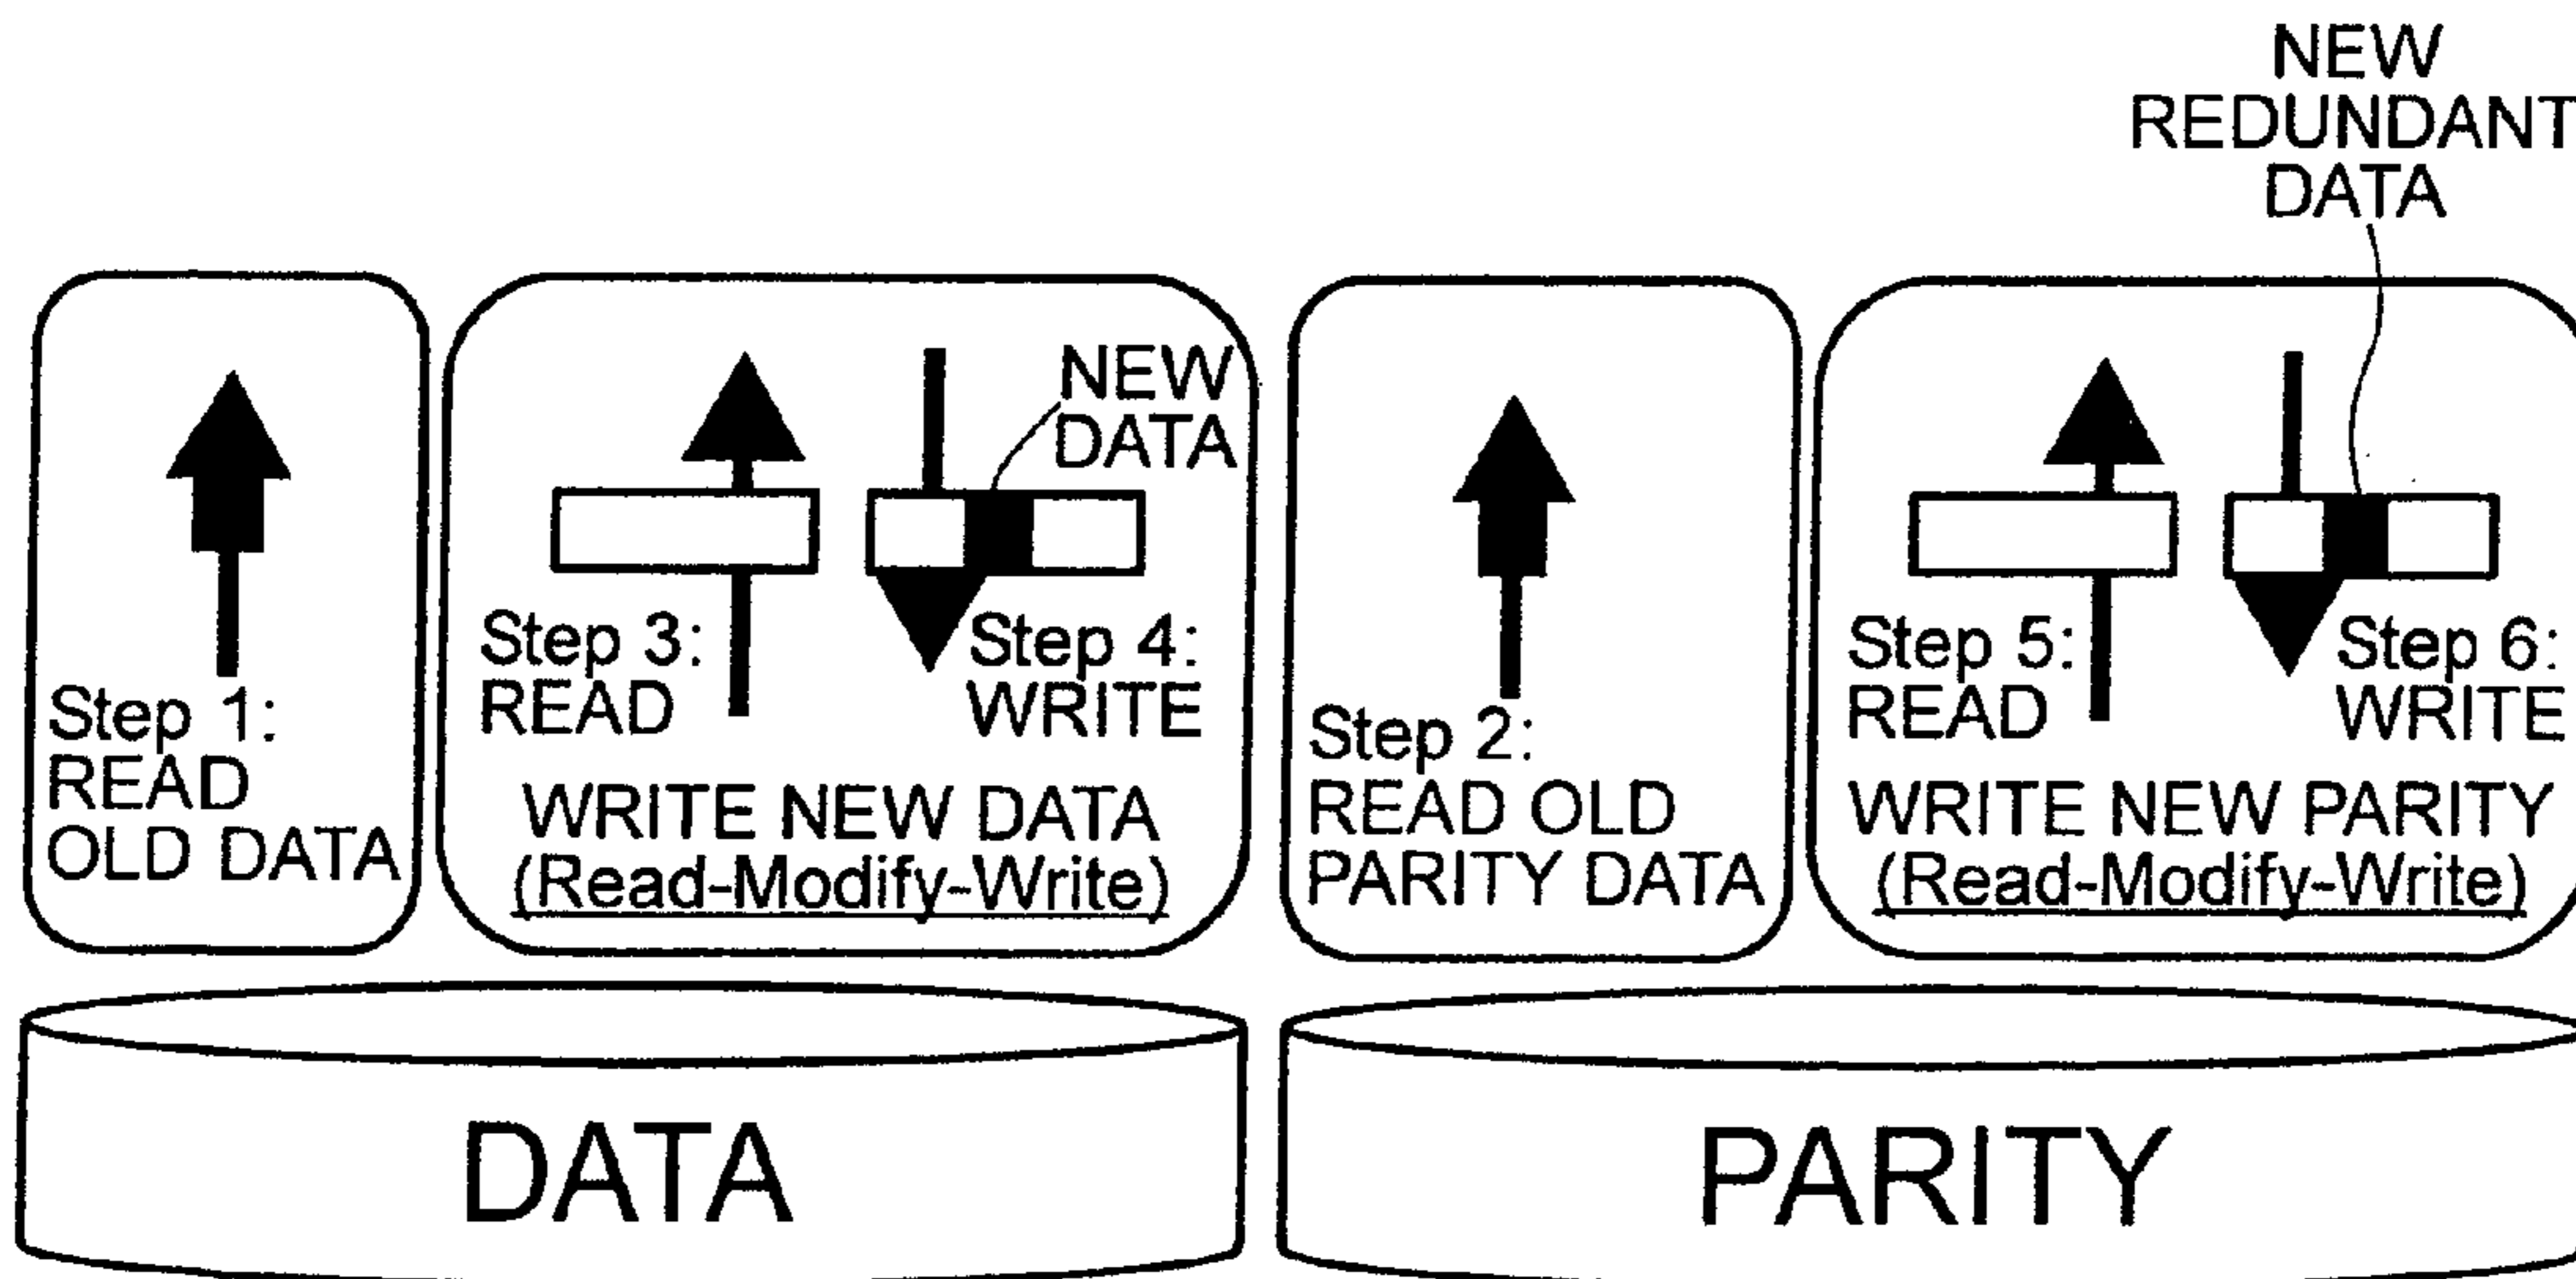 NEW
REDUNDANT
DATA
Step 1:
READ
OLD DATA
NEW
DATA
Step 3:
READ
Step 4:
WRITE
WRITE NEW DATA
(Read-Modify-Write)
Step 2:
READ OLD
PARITY DATA
Step 5:
READ
Step 6:
WRITE
WRITE NEW PARITY
(Read-Modify-Write)
DATA
PARITY